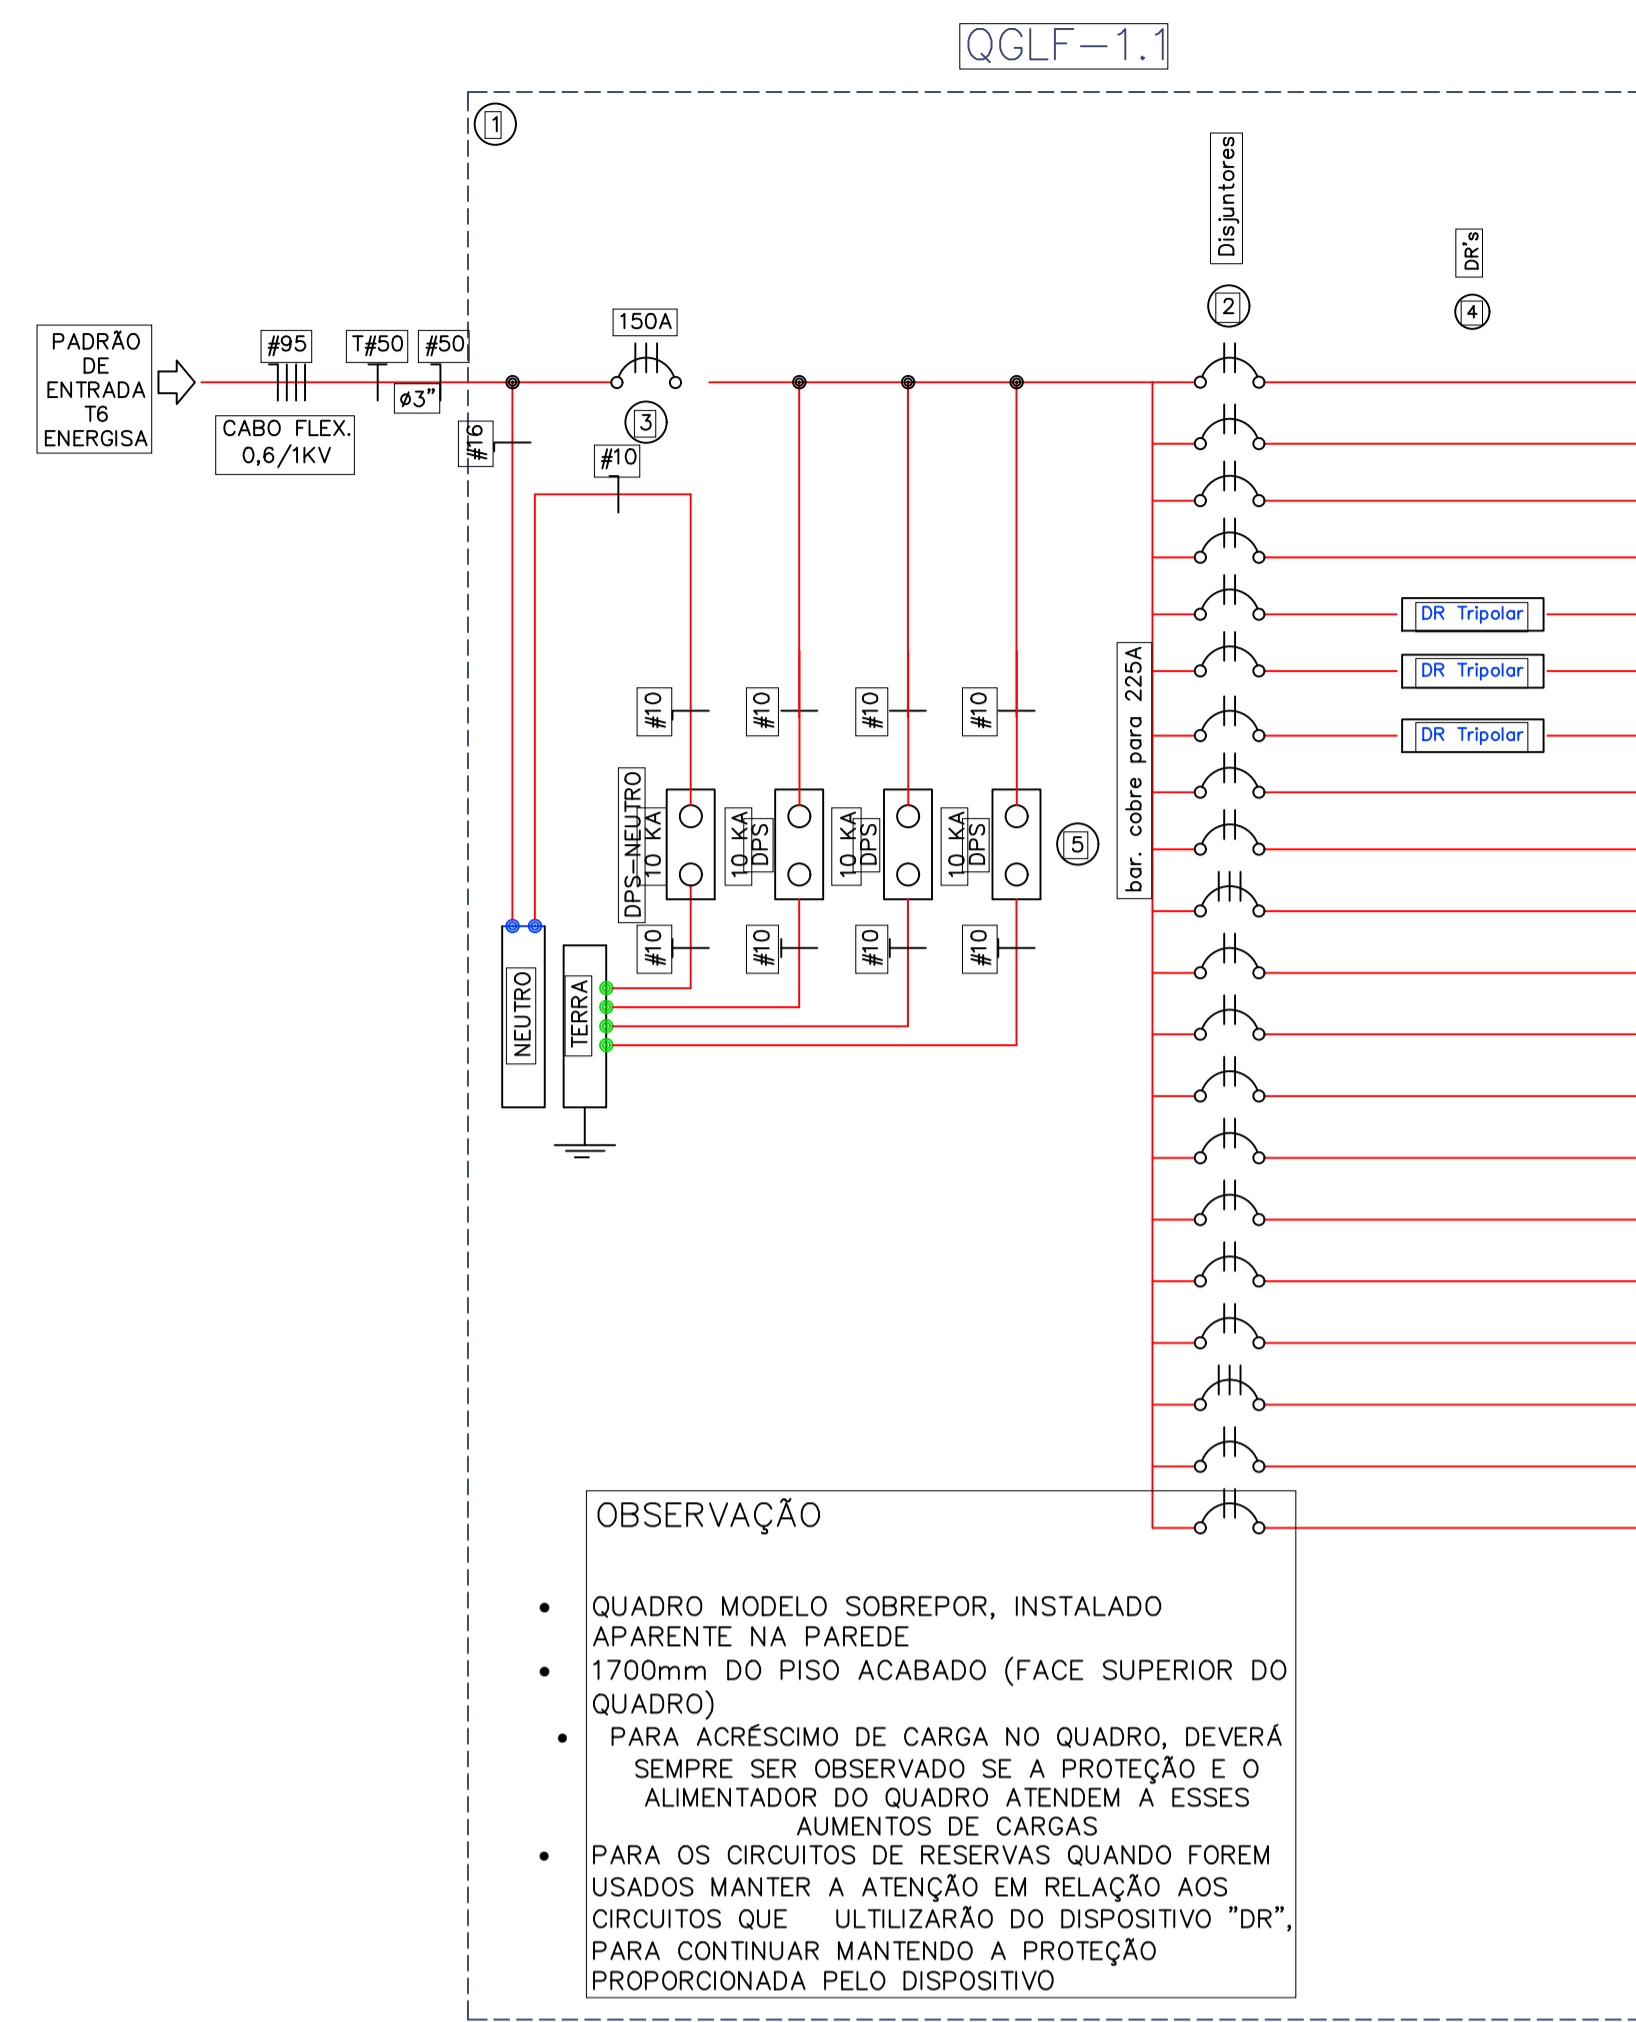 QGLF-1.1
1
Disjuntores
DR's
2
4
150A
PADRÃO
DE
ENTRADA
T6
ENERGISA
#95
T#50
#50
ø3"
CABO FLEX.
0,6/1KV
#16
3
#10
DR Tripolar
DR Tripolar
DR Tripolar
bar. cobre para 225A
#10
#10
#10
#10
DPS-NEUTRO
10 KA
10 KA
DPS
10 KA
DPS
10 KA
DPS
5
#10
#10
#10
#10
NEUTRO
TERRA
OBSERVAÇÃO
• QUADRO MODELO SOBREPOR, INSTALADO
APARENTE NA PAREDE
• 1700mm DO PISO ACABADO (FACE SUPERIOR DO
QUADRO)
• PARA ACRÉSCIMO DE CARGA NO QUADRO, DEVERÁ
SEMPRE SER OBSERVADO SE A PROTEÇÃO E O
ALIMENTADOR DO QUADRO ATENDEM A ESSES
AUMENTOS DE CARGAS
• PARA OS CIRCUITOS DE RESERVAS QUANDO FOREM
USADOS MANTER A ATENÇÃO EM RELAÇÃO AOS
CIRCUITOS QUE ULTILIZARÃO DO DISPOSITIVO "DR",
PARA CONTINUAR MANTENDO A PROTEÇÃO
PROPORCIONADA PELO DISPOSITIVO